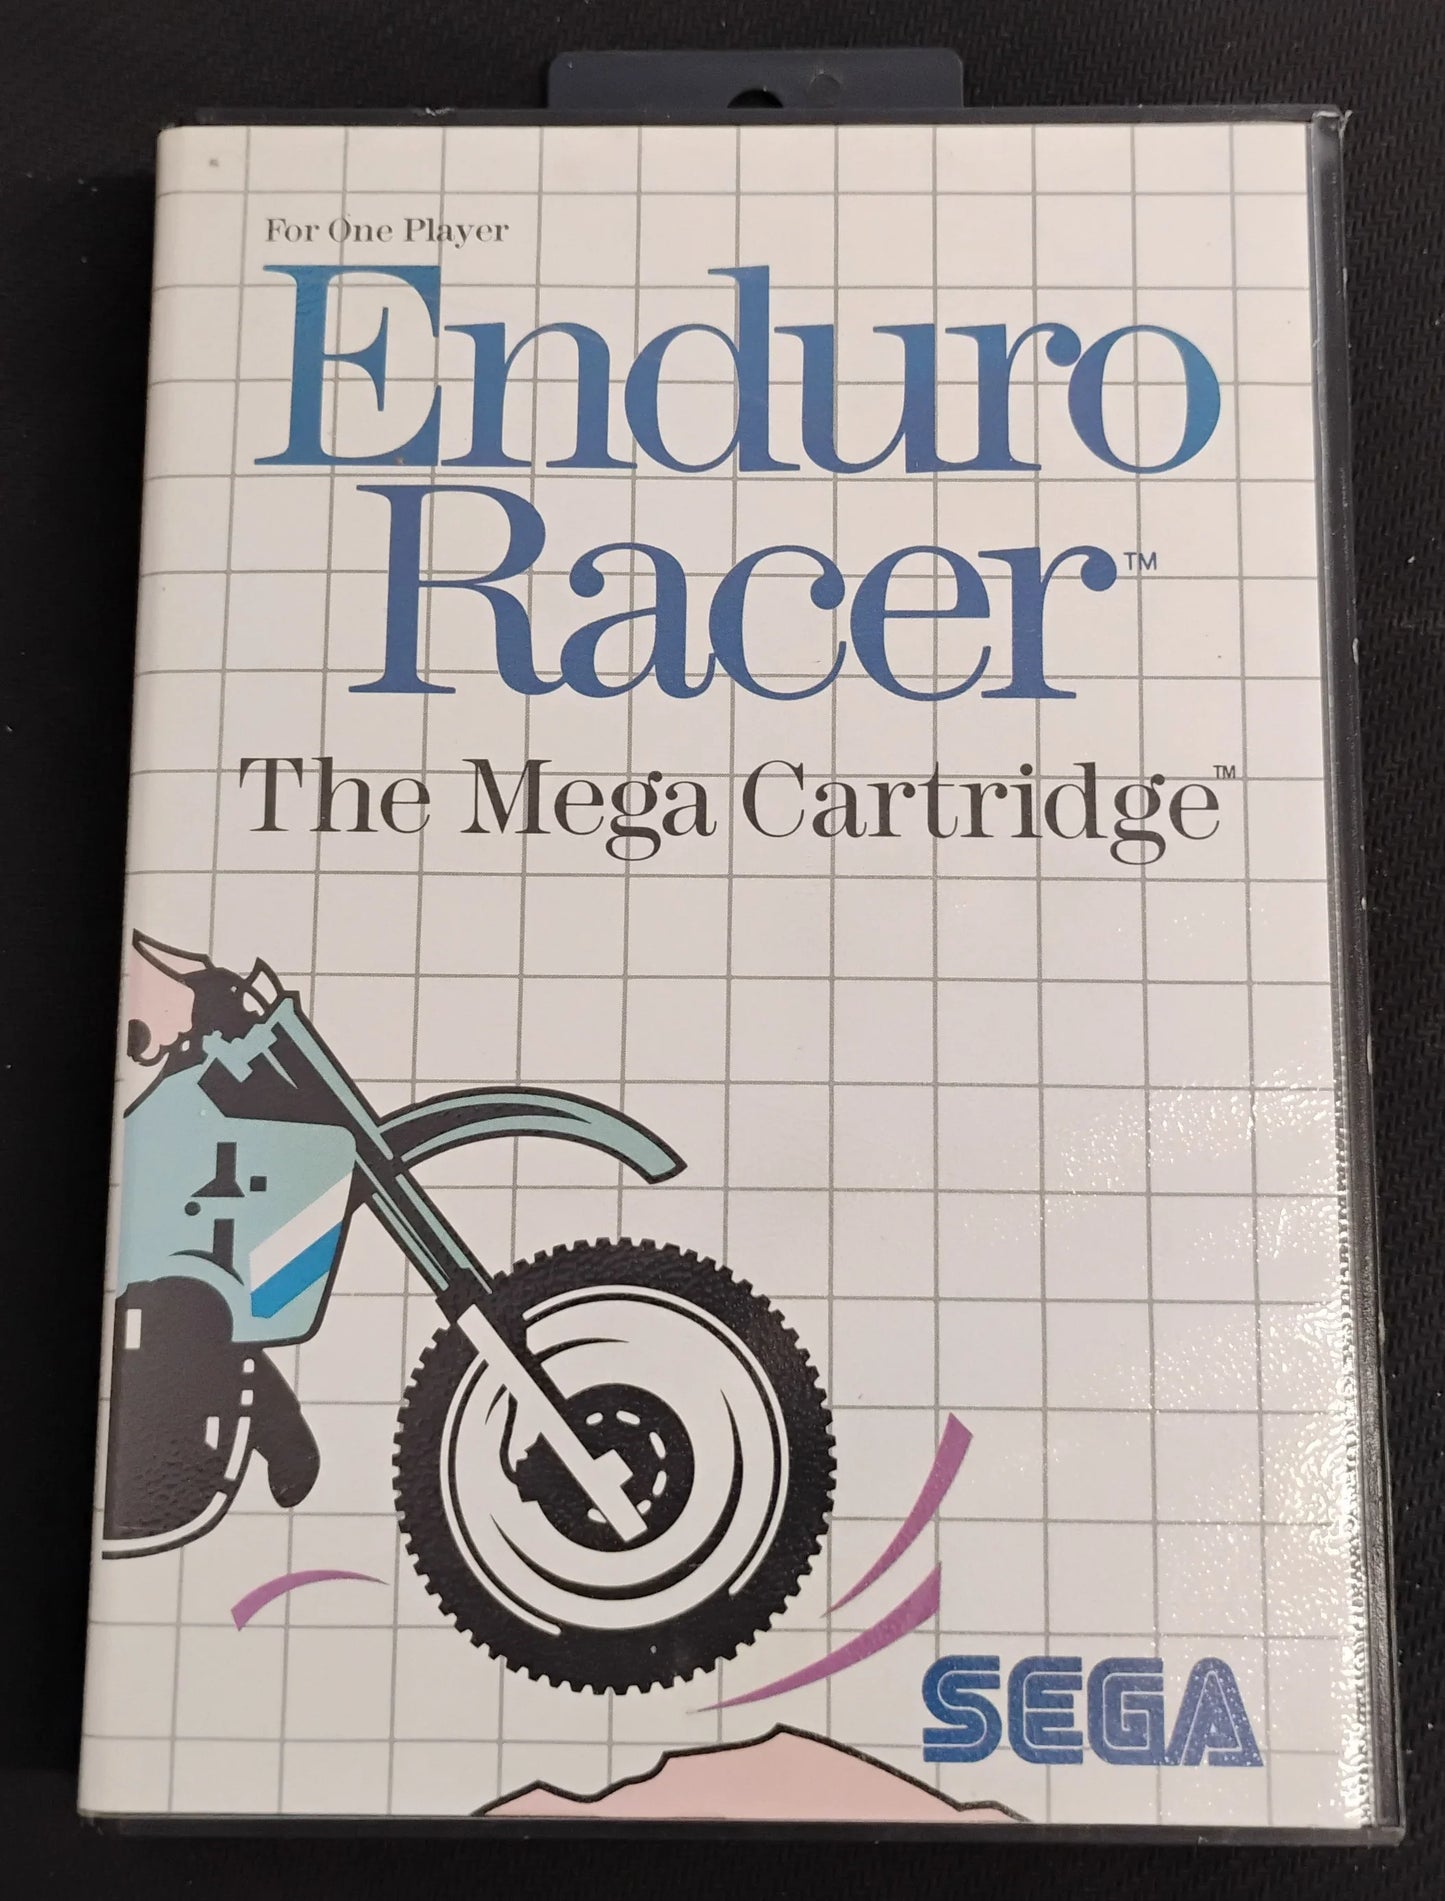 For One Player
Enduro
Racer™
The Mega Cartridge™
SEGA